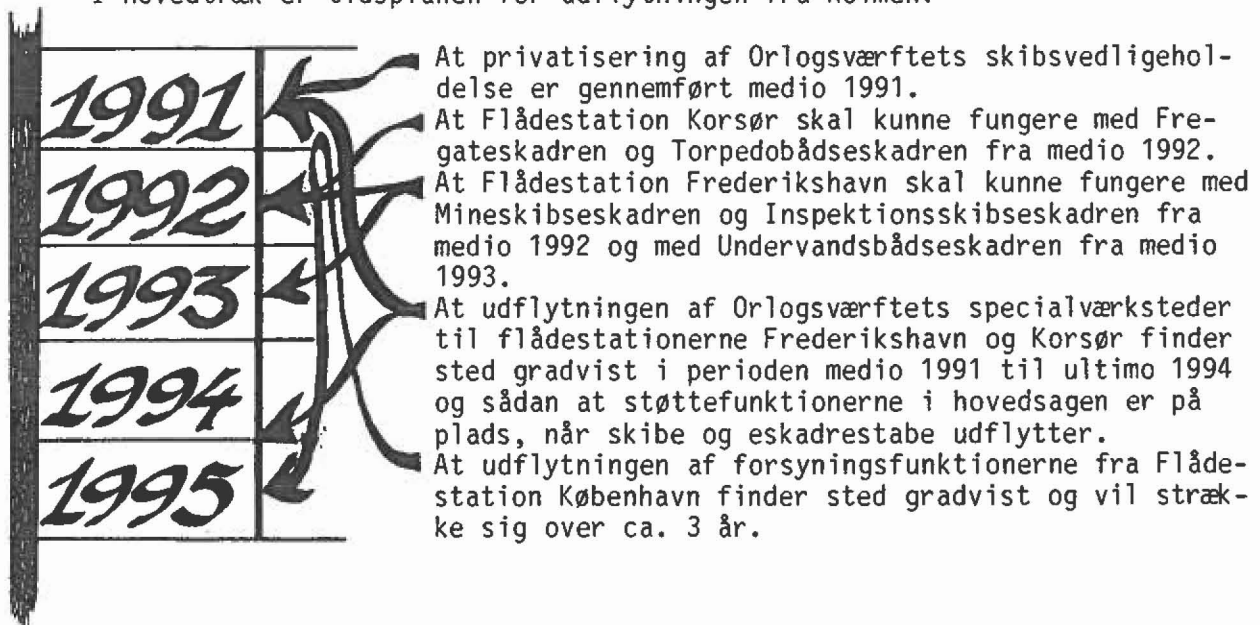 I hovedtræk er tidsplanen for udflytningen fra Holmen:
1991
1992
1993
1994
1995
At privatisering af Orlogsværftets skibsvedligehol-
delse er gennemført medio 1991.
At Flådestation Korsør skal kunne fungere med Fre-
gateskadren og Torpedobådseskadren fra medio 1992.
At Flådestation Frederikshavn skal kunne fungere med
Mineskibseskadren og Inspektionsskibseskadren fra
medio 1992 og med Undervandsbådseskadren fra medio
1993.
At udflytningen af Orlogsværftets specialværksteder
til flådestationerne Frederikshavn og Korsør finder
sted gradvist i perioden medio 1991 til ultimo 1994
og sådan at støttefunktionerne i hovedsagen er på
plads, når skibe og eskadrestabe udflytter.
At udflytningen af forsyningsfunktionerne fra Flåde-
station København finder sted gradvist og vil stræk-
ke sig over ca. 3 år.